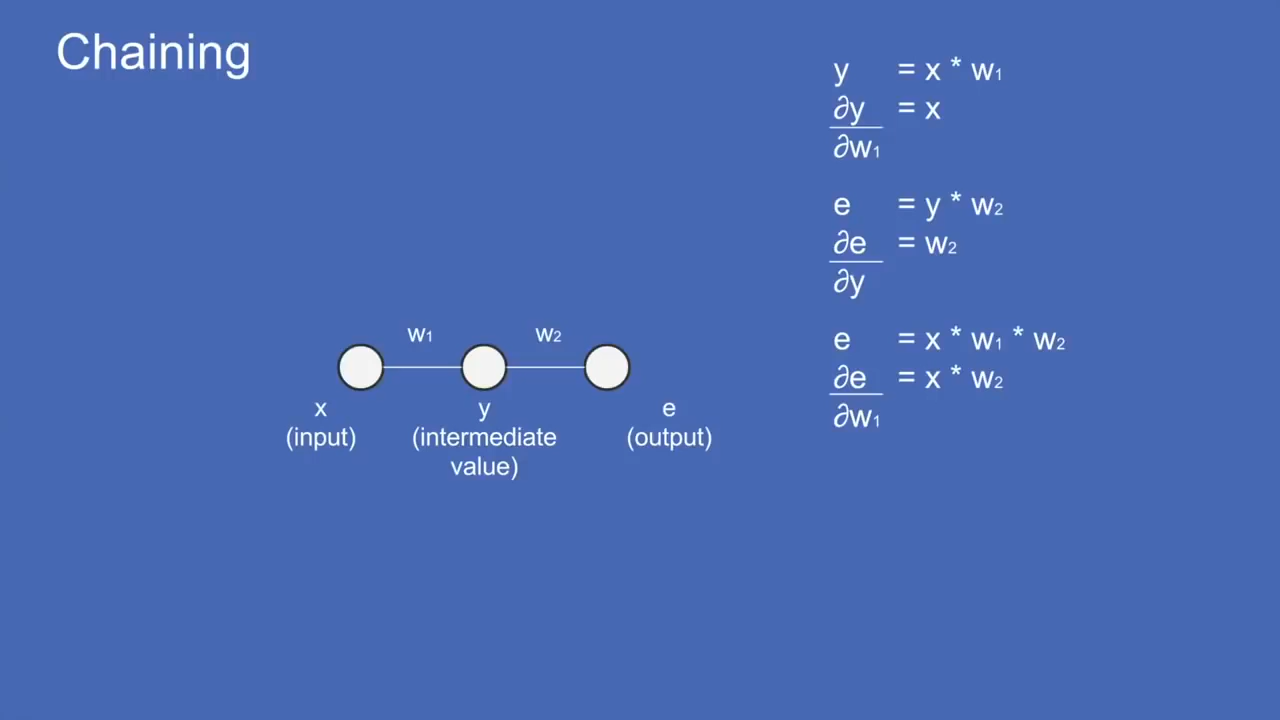 Chaining
y = x * w₁
∂y = x
∂w₁
e = y * w₂
∂e = w₂
∂y
e = x * w₁ * w₂
∂e = x * w₂
∂w₁
w₁ w₂
x y e
(input) (intermediate (output)
value)